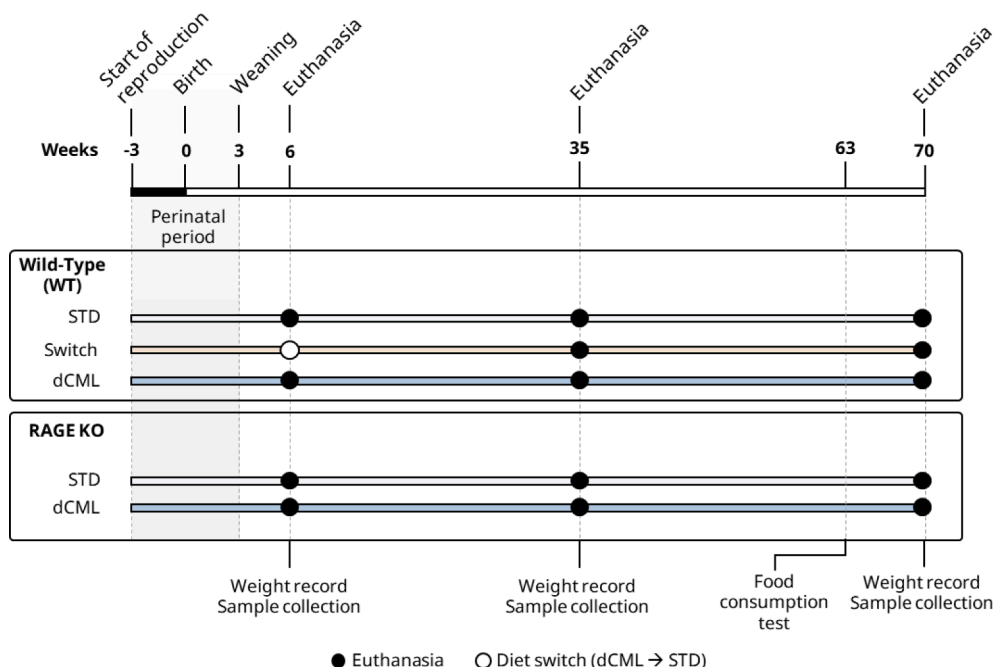 Start of
reproduction
Birth
Weaning
Euthanasia
Euthanasia
Euthanasia
Weeks -3 0 3 6 35 63 70
Perinatal
period
Wild-Type
(WT)
STD
Switch
dCML
RAGE KO
STD
dCML
Weight record
Sample collection
Weight record
Sample collection
Food
consumption
test
Weight record
Sample collection
Euthanasia Diet switch (dCML → STD)